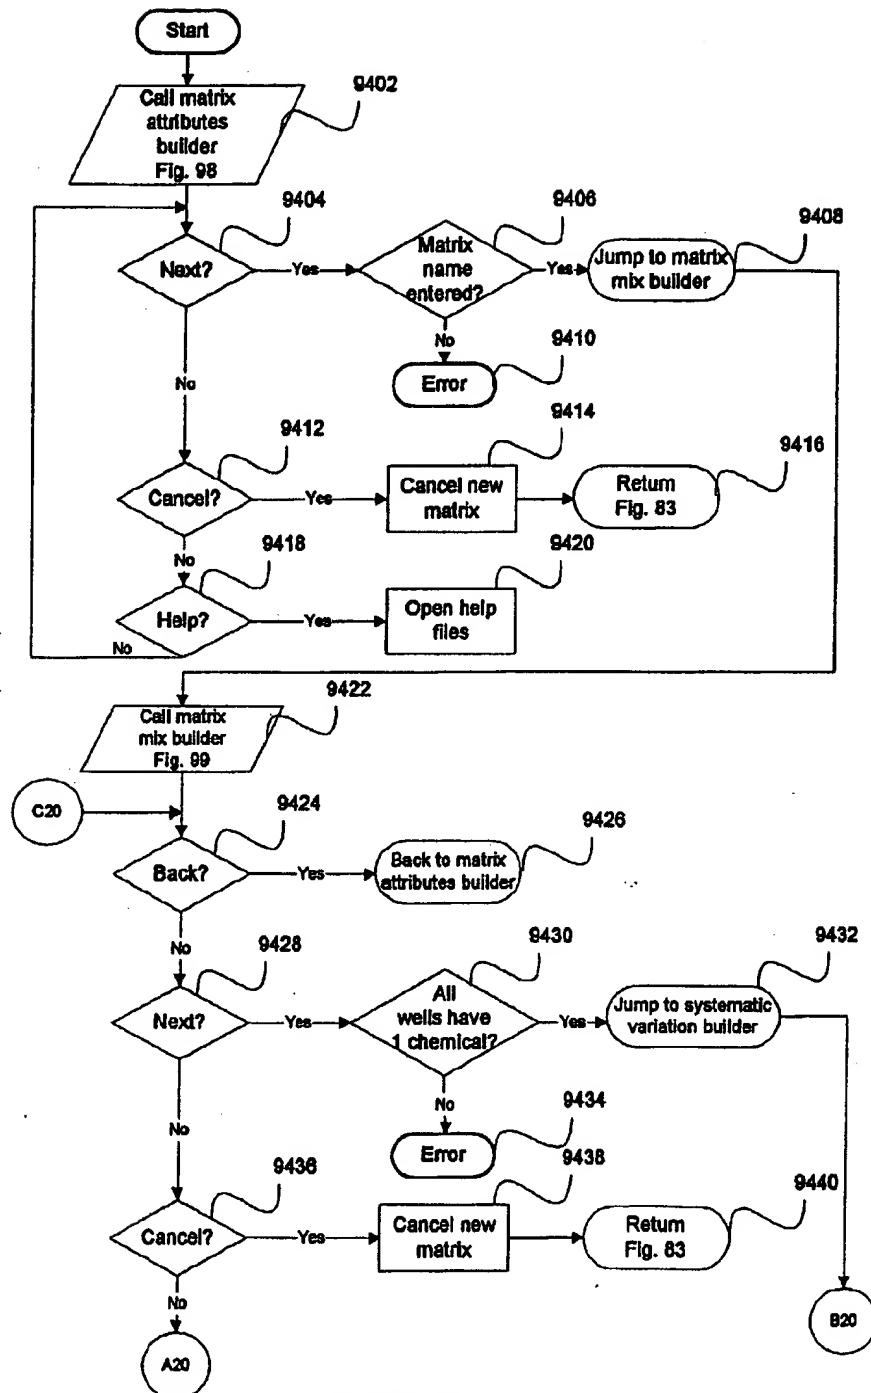 Start
9402
Call matrix
attributes
builder
Fig. 98
9404
9406
9408
Next?
Yes
Matrix
name
entered?
Yes
Jump to matrix
mix builder
No
9410
Error
No
9412
9414
9416
Cancel?
Yes
Cancel new
matrix
Return
Fig. 83
No
9418
9420
Help?
Yes
Open help
files
No
9422
Call matrix
mix builder
Fig. 99
C20
9424
9426
Back?
Yes
Back to matrix
attributes builder
No
9428
9430
9432
Next?
Yes
All
wells have
1 chemical?
Yes
Jump to systematic
variation builder
No
9434
Error
No
9436
9438
9440
Cancel?
Yes
Cancel new
matrix
Return
Fig. 83
No
A20
B20